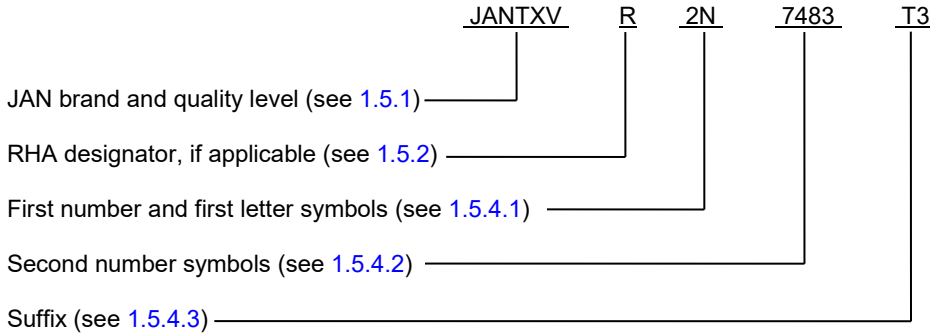 JANTXV R 2N 7483 T3
JAN brand and quality level (see 1.5.1)
RHA designator, if applicable (see 1.5.2)
First number and first letter symbols (see 1.5.4.1)
Second number symbols (see 1.5.4.2)
Suffix (see 1.5.4.3)